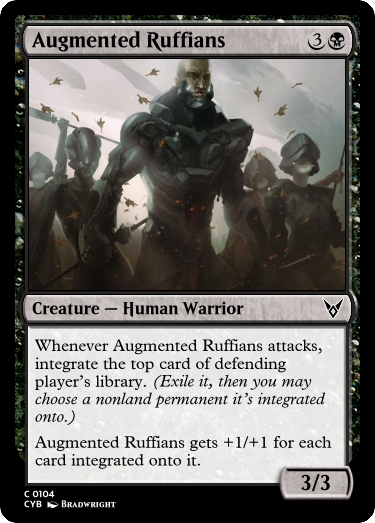 Augmented Ruffians 3
Creature — Human Warrior
Whenever Augmented Ruffians attacks,
integrate the top card of defending
player's library. (Exile it, then you may
choose a nonland permanent it's integrated
onto.)
Augmented Ruffians gets +1/+1 for each
card integrated onto it.
3/3
C 0104
CYB Bradwright